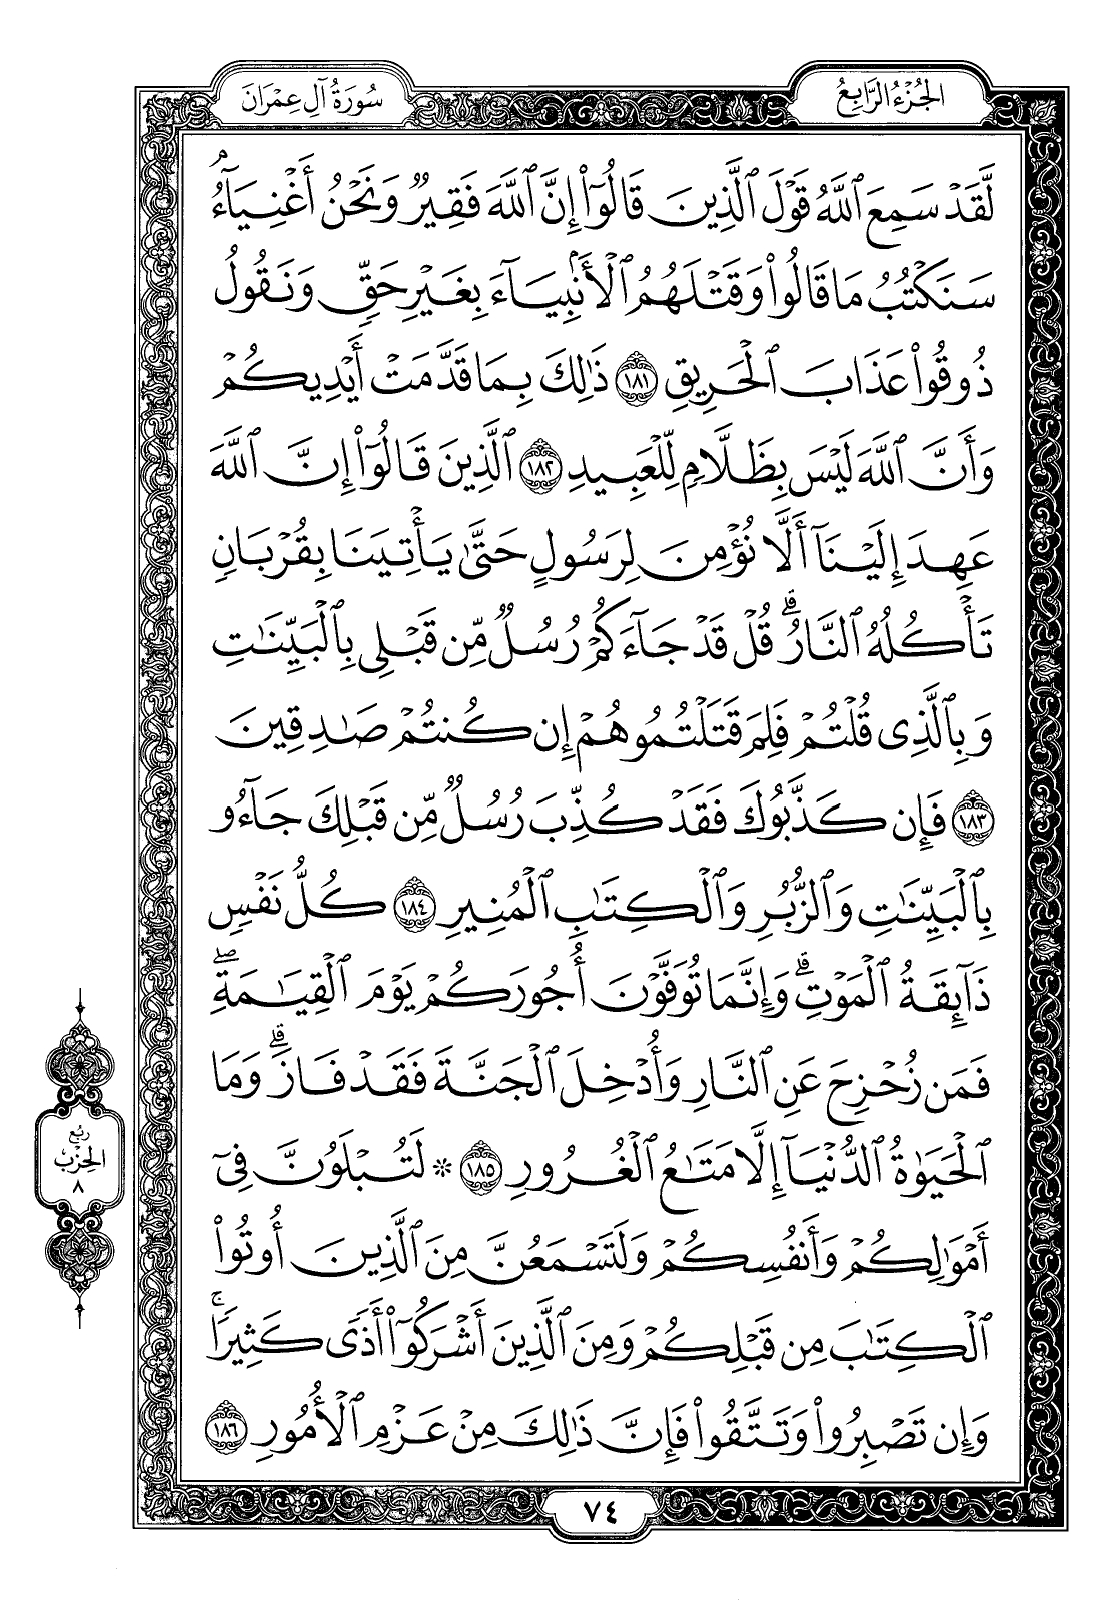 الجُزْءُ الرَّابِعُ
سُورَةُ آلِ عِمْرَانَ
لَّقَدْ سَمِعَ ٱللَّهُ قَوْلَ ٱلَّذِينَ قَالُوٓا۟ إِنَّ ٱللَّهَ فَقِيرٌ وَنَحْنُ أَغْنِيَآءُ ۘ
سَنَكْتُبُ مَا قَالُوا۟ وَقَتْلَهُمُ ٱلْأَنۢبِيَآءَ بِغَيْرِ حَقٍّ وَنَقُولُ
ذُوقُوا۟ عَذَابَ ٱلْحَرِيقِ ١٨١ ذَٰلِكَ بِمَا قَدَّمَتْ أَيْدِيكُمْ
وَأَنَّ ٱللَّهَ لَيْسَ بِظَلَّامٍ لِّلْعَبِيدِ ١٨٢ ٱلَّذِينَ قَالُوٓا۟ إِنَّ ٱللَّهَ
عَهِدَ إِلَيْنَآ أَلَّا نُؤْمِنَ لِرَسُولٍ حَتَّىٰ يَأْتِيَنَا بِقُرْبَانٍ
تَأْكُلُهُ ٱلنَّارُ ۗ قُلْ قَدْ جَآءَكُمْ رُسُلٌ مِّن قَبْلِى بِٱلْبَيِّنَٰتِ
وَبِٱلَّذِى قُلْتُمْ فَلِمَ قَتَلْتُمُوهُمْ إِن كُنتُمْ صَٰدِقِينَ
١٨٣ فَإِن كَذَّبُوكَ فَقَدْ كُذِّبَ رُسُلٌ مِّن قَبْلِكَ جَآءُو
بِٱلْبَيِّنَٰتِ وَٱلزُّبُرِ وَٱلْكِتَٰبِ ٱلْمُنِيرِ ١٨٤ كُلُّ نَفْسٍ
ذَآئِقَةُ ٱلْمَوْتِ ۗ وَإِنَّمَا تُوَفَّوْنَ أُجُورَكُمْ يَوْمَ ٱلْقِيَٰمَةِ ۖ
فَمَن زُحْزِحَ عَنِ ٱلنَّارِ وَأُدْخِلَ ٱلْجَنَّةَ فَقَدْ فَازَ ۗ وَمَا
ٱلْحَيَوٰةُ ٱلدُّنْيَآ إِلَّا مَتَٰعُ ٱلْغُرُورِ ١٨٥ ۞ لَتُبْلَوُنَّ فِىٓ
أَمْوَٰلِكُمْ وَأَنفُسِكُمْ وَلَتَسْمَعُنَّ مِنَ ٱلَّذِينَ أُوتُوا۟
ٱلْكِتَٰبَ مِن قَبْلِكُمْ وَمِنَ ٱلَّذِينَ أَشْرَكُوٓا۟ أَذًى كَثِيرًا ۚ
وَإِن تَصْبِرُوا۟ وَتَتَّقُوا۟ فَإِنَّ ذَٰلِكَ مِنْ عَزْمِ ٱلْأُمُورِ ١٨٦
رُبُع
الحِزْبِ
٨
٧٤